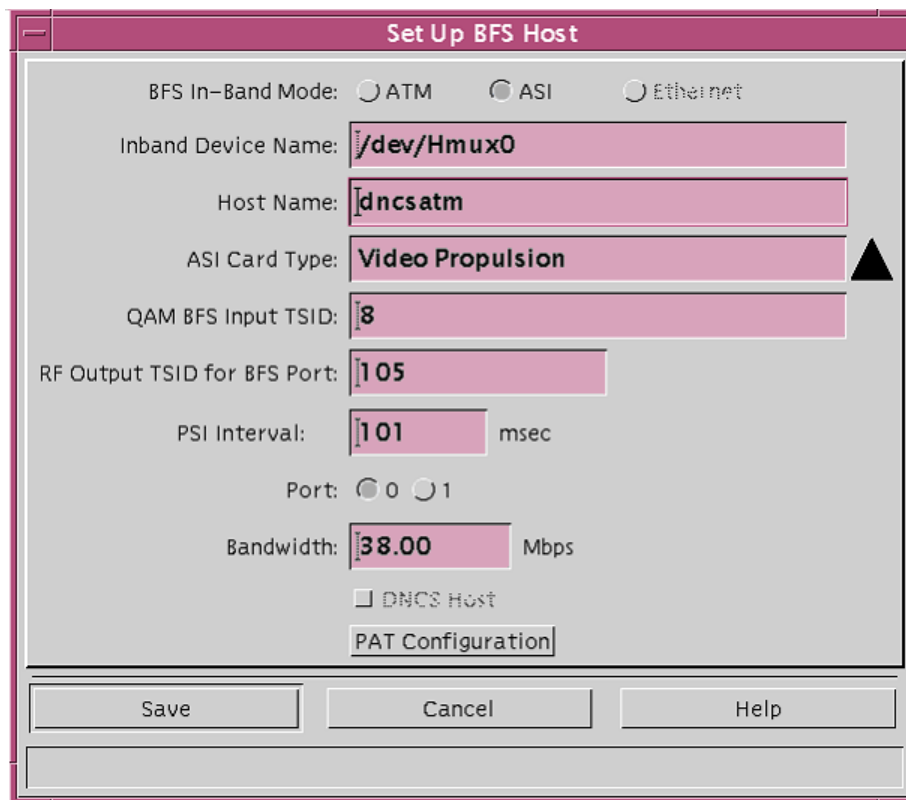 Set Up BFS Host
BFS In-Band Mode: ATM ASI Ethernet
Inband Device Name: /dev/Hmux0
Host Name: dncsatm
ASI Card Type: Video Propulsion
QAM BFS Input TSID: 8
RF Output TSID for BFS Port: 105
PSI Interval: 101 msec
Port: 0 1
Bandwidth: 38.00 Mbps
DNCS Host
PAT Configuration
Save Cancel Help